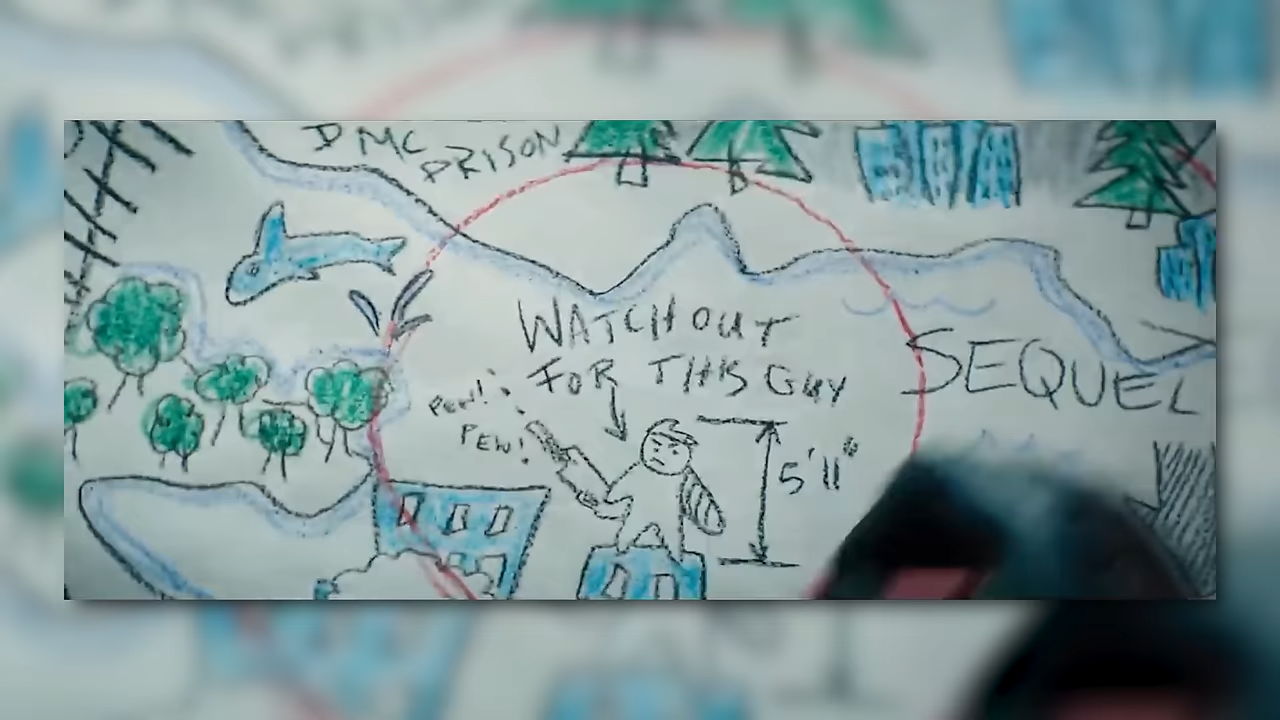 DMC
PRISON
WATCH OUT
FOR THIS GUY
SEQUEL
PEW!
PEW!
5'11"